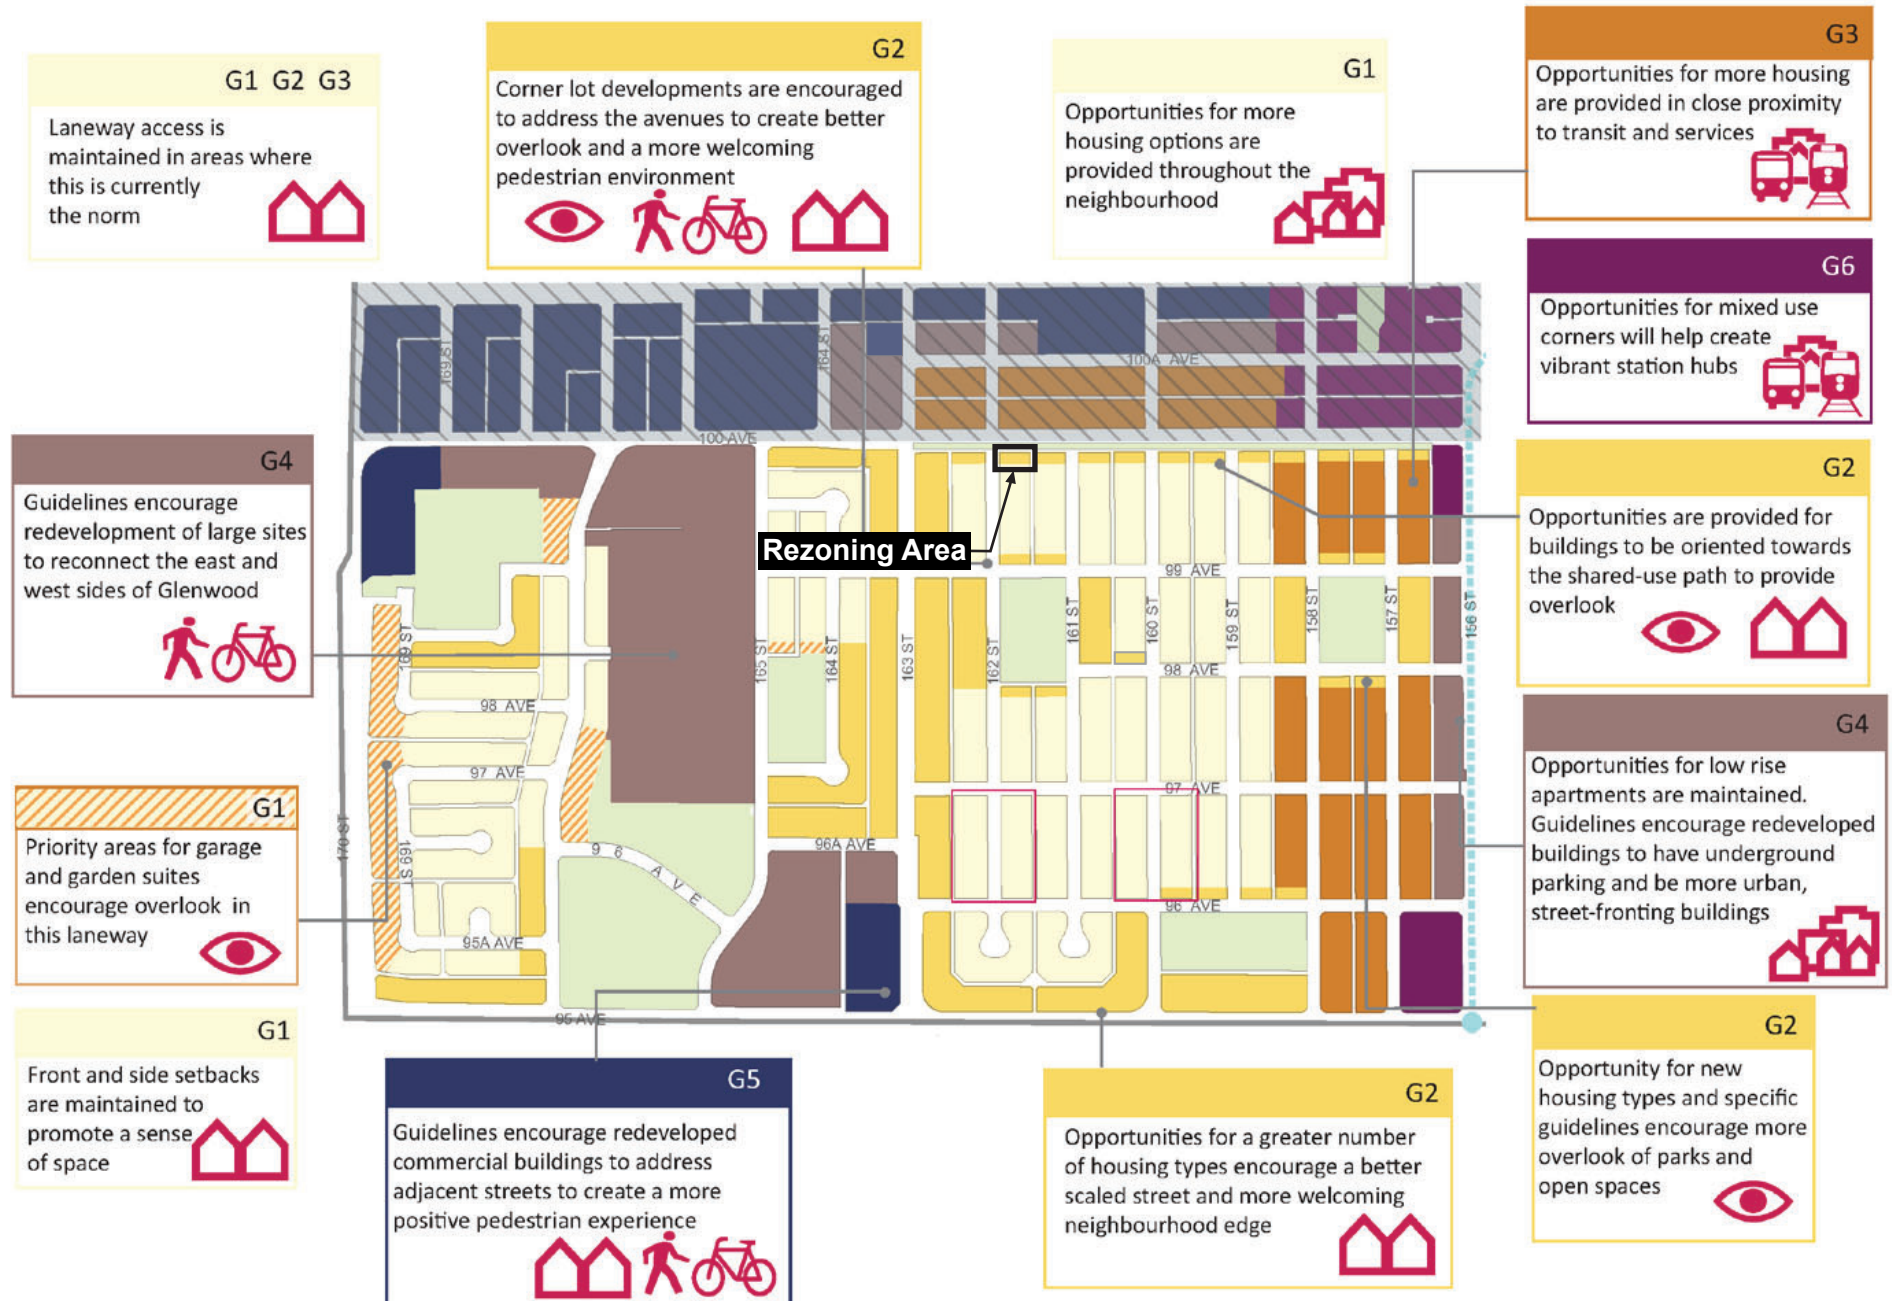 G1 G2 G3
Laneway access is
maintained in areas where
this is currently
the norm
G2
Corner lot developments are encouraged
to address the avenues to create better
overlook and a more welcoming
pedestrian environment
G1
Opportunities for more
housing options are
provided throughout the
neighbourhood
G3
Opportunities for more housing
are provided in close proximity
to transit and services
G6
Opportunities for mixed use
corners will help create
vibrant station hubs
G4
Guidelines encourage
redevelopment of large sites
to reconnect the east and
west sides of Glenwood
G2
Opportunities are provided for
buildings to be oriented towards
the shared-use path to provide
overlook
G1
Priority areas for garage
and garden suites
encourage overlook in
this laneway
G4
Opportunities for low rise
apartments are maintained.
Guidelines encourage redeveloped
buildings to have underground
parking and be more urban,
street-fronting buildings
G1
Front and side setbacks
are maintained to
promote a sense
of space
G5
Guidelines encourage redeveloped
commercial buildings to address
adjacent streets to create a more
positive pedestrian experience
G2
Opportunities for a greater number
of housing types encourage a better
scaled street and more welcoming
neighbourhood edge
G2
Opportunity for new
housing types and specific
guidelines encourage more
overlook of parks and
open spaces
169 ST
164 ST
100A AVE
100 AVE
Rezoning Area
99 AVE
169 ST
165 ST
164 ST
163 ST
162 ST
161 ST
160 ST
159 ST
158 ST
157 ST
156 ST
98 AVE
98 AVE
97 AVE
97 AVE
170 ST
169 ST
96A AVE
96 AVE
96 AVE
95A AVE
95 AVE